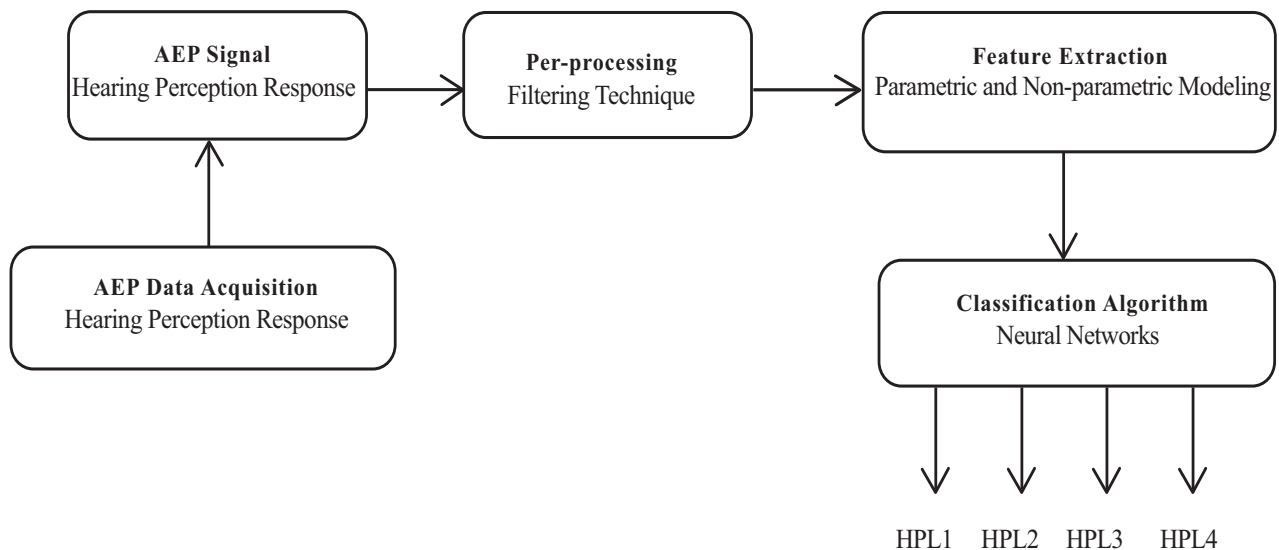 AEP Signal
Hearing Perception Response
Per-processing
Filtering Technique
Feature Extraction
Parametric and Non-parametric Modeling
AEP Data Acquisition
Hearing Perception Response
Classification Algorithm
Neural Networks
HPL1 HPL2 HPL3 HPL4